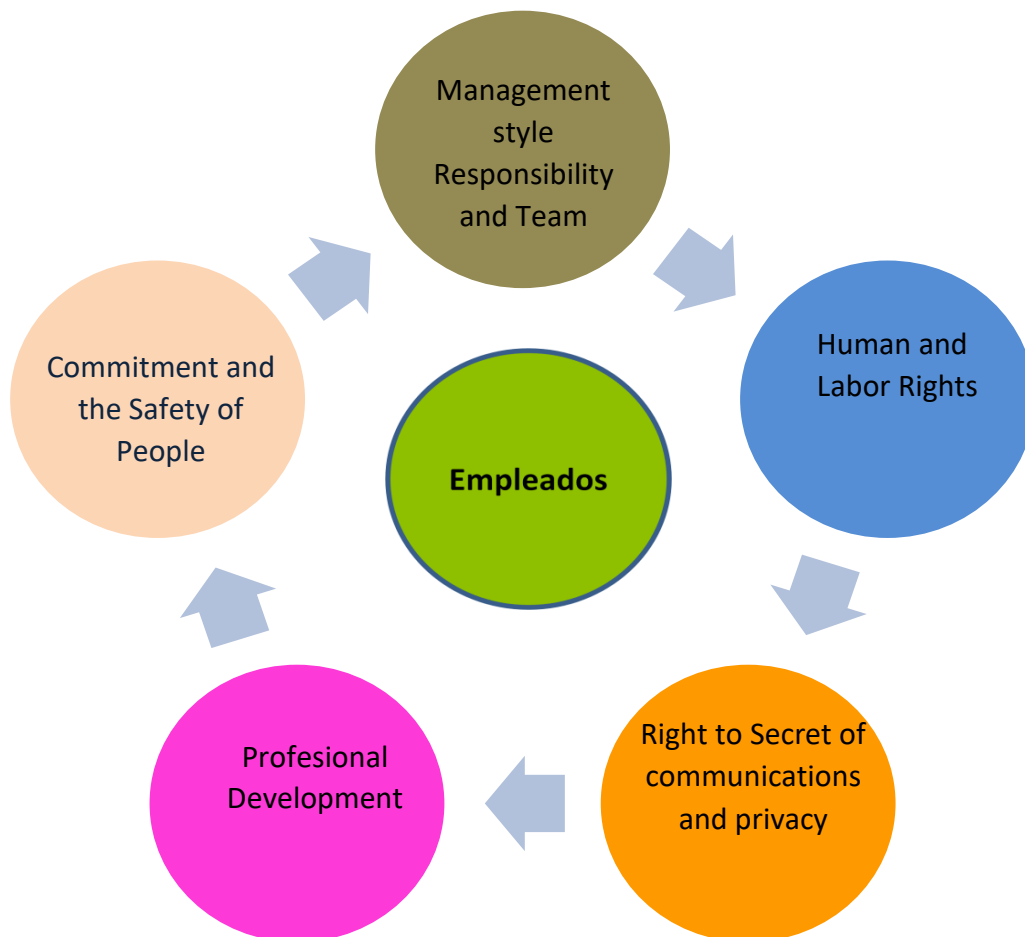 Management
style
Responsibility
and Team
Human and
Labor Rights
Commitment and
the Safety of
People
Empleados
Right to Secret of
communications
and privacy
Profesional
Development